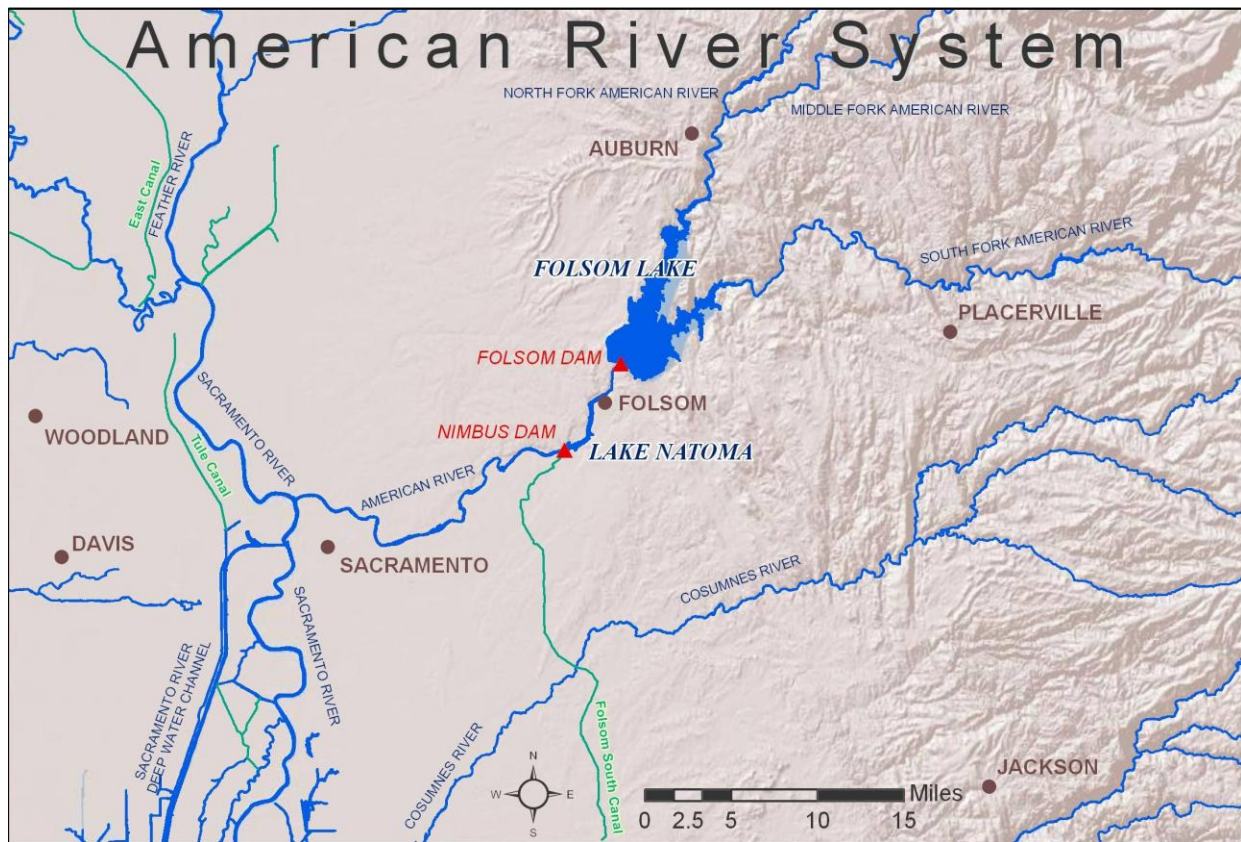 American River System
NORTH FORK AMERICAN RIVER
MIDDLE FORK AMERICAN RIVER
AUBURN
East Canal
FEATHER RIVER
SOUTH FORK AMERICAN RIVER
FOLSOM LAKE
PLACERVILLE
FOLSOM DAM
SACRAMENTO RIVER
FOLSOM
WOODLAND
Tule Canal
NIMBUS DAM
LAKE NATOMA
AMERICAN RIVER
DAVIS
SACRAMENTO
COSUMNES RIVER
SACRAMENTO RIVER
SACRAMENTO RIVER
DEEP WATER CHANNEL
Folsom South Canal
COSUMNES RIVER
N
W
E
S
JACKSON
Miles
0 2.5 5 10 15